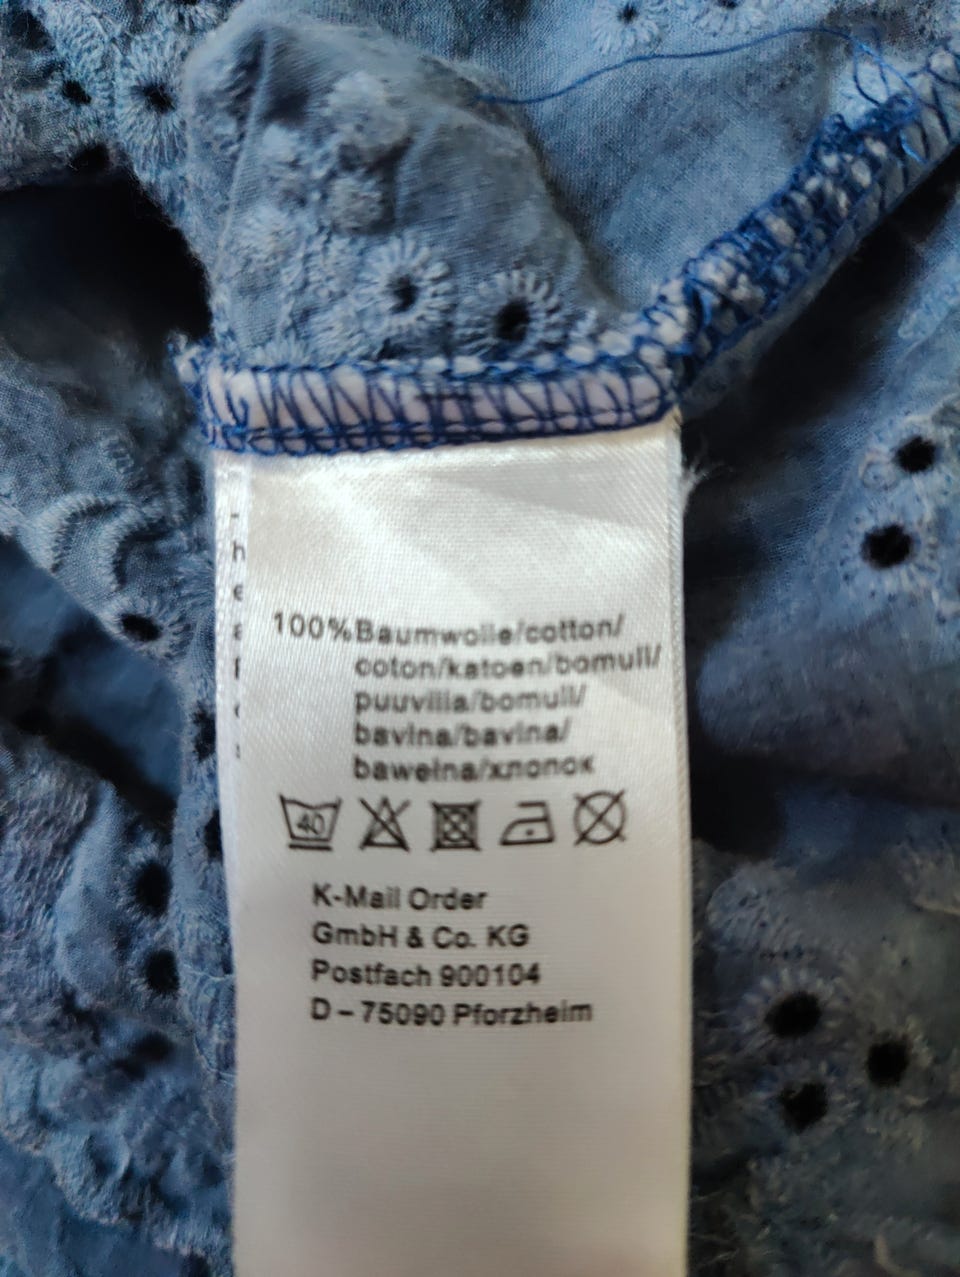 100%Baumwolle/cotton/
coton/katoen/bomull/
puuvilla/bomull/
bavlna/bavlna/
bawełna/хлопок
40
K-Mail Order
GmbH & Co. KG
Postfach 900104
D – 75090 Pforzheim